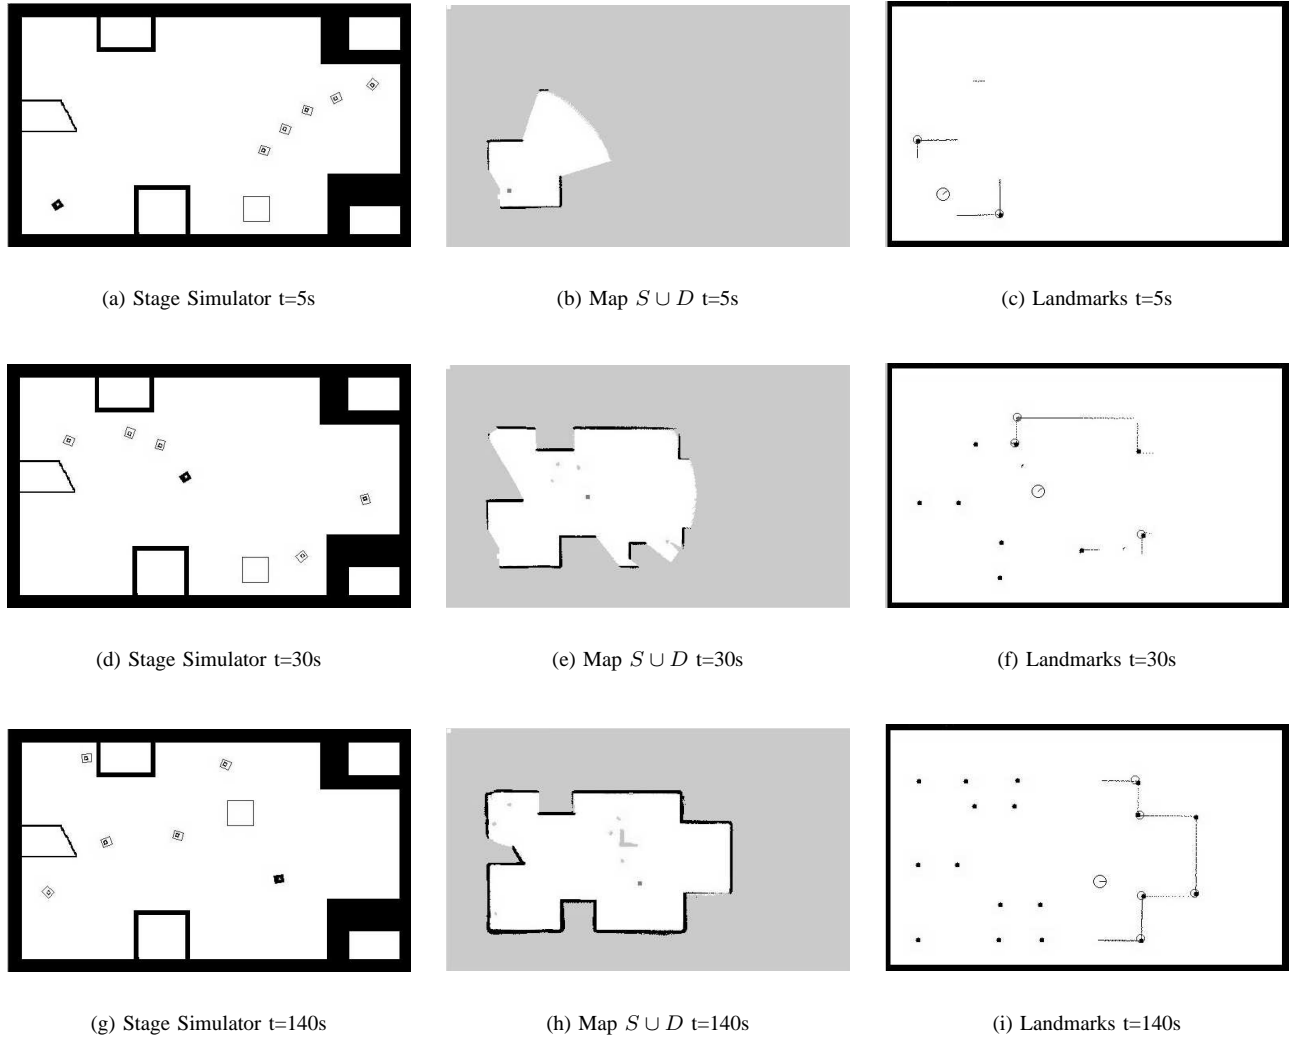 (a) Stage Simulator t=5s
(b) Map S ∪ D t=5s
(c) Landmarks t=5s
(d) Stage Simulator t=30s
(e) Map S ∪ D t=30s
(f) Landmarks t=30s
(g) Stage Simulator t=140s
(h) Map S ∪ D t=140s
(i) Landmarks t=140s